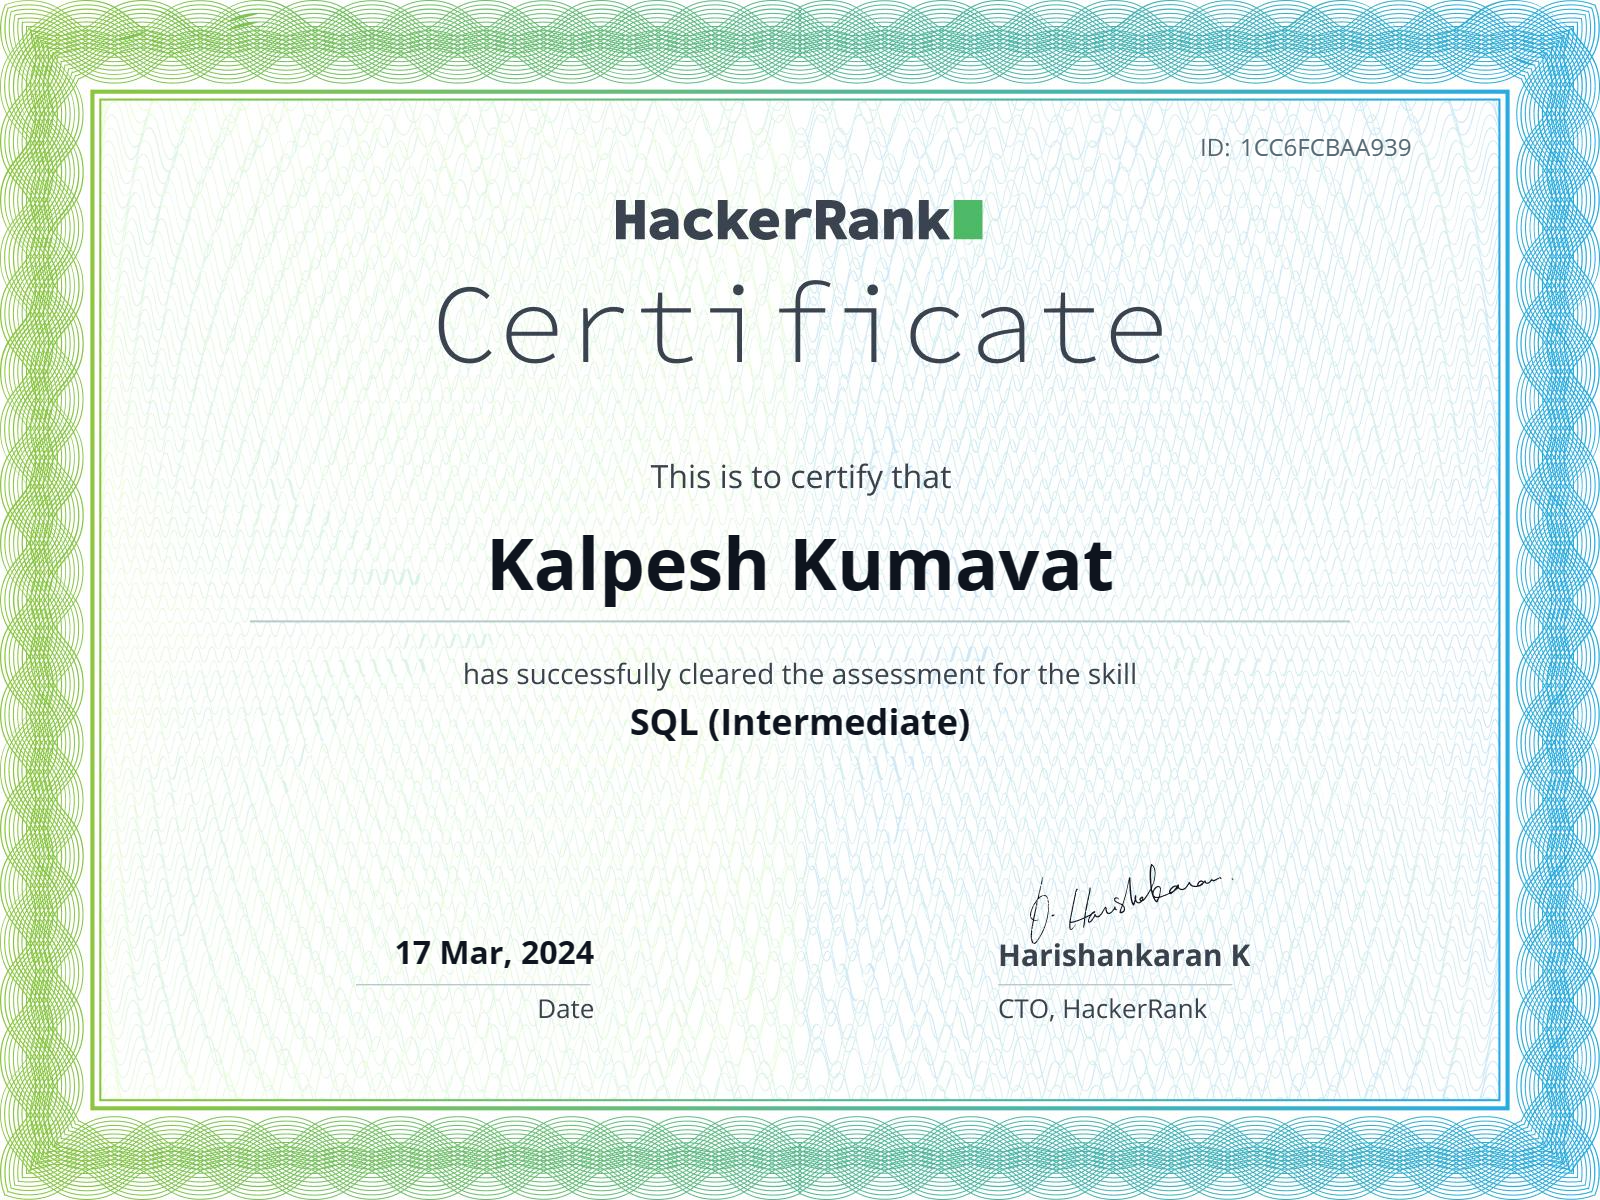 ID: 1CC6FCBAA939
HackerRank
Certificate
This is to certify that
Kalpesh Kumavat
has successfully cleared the assessment for the skill
SQL (Intermediate)
17 Mar, 2024
Date
J. Harishankaran
Harishankaran K
CTO, HackerRank